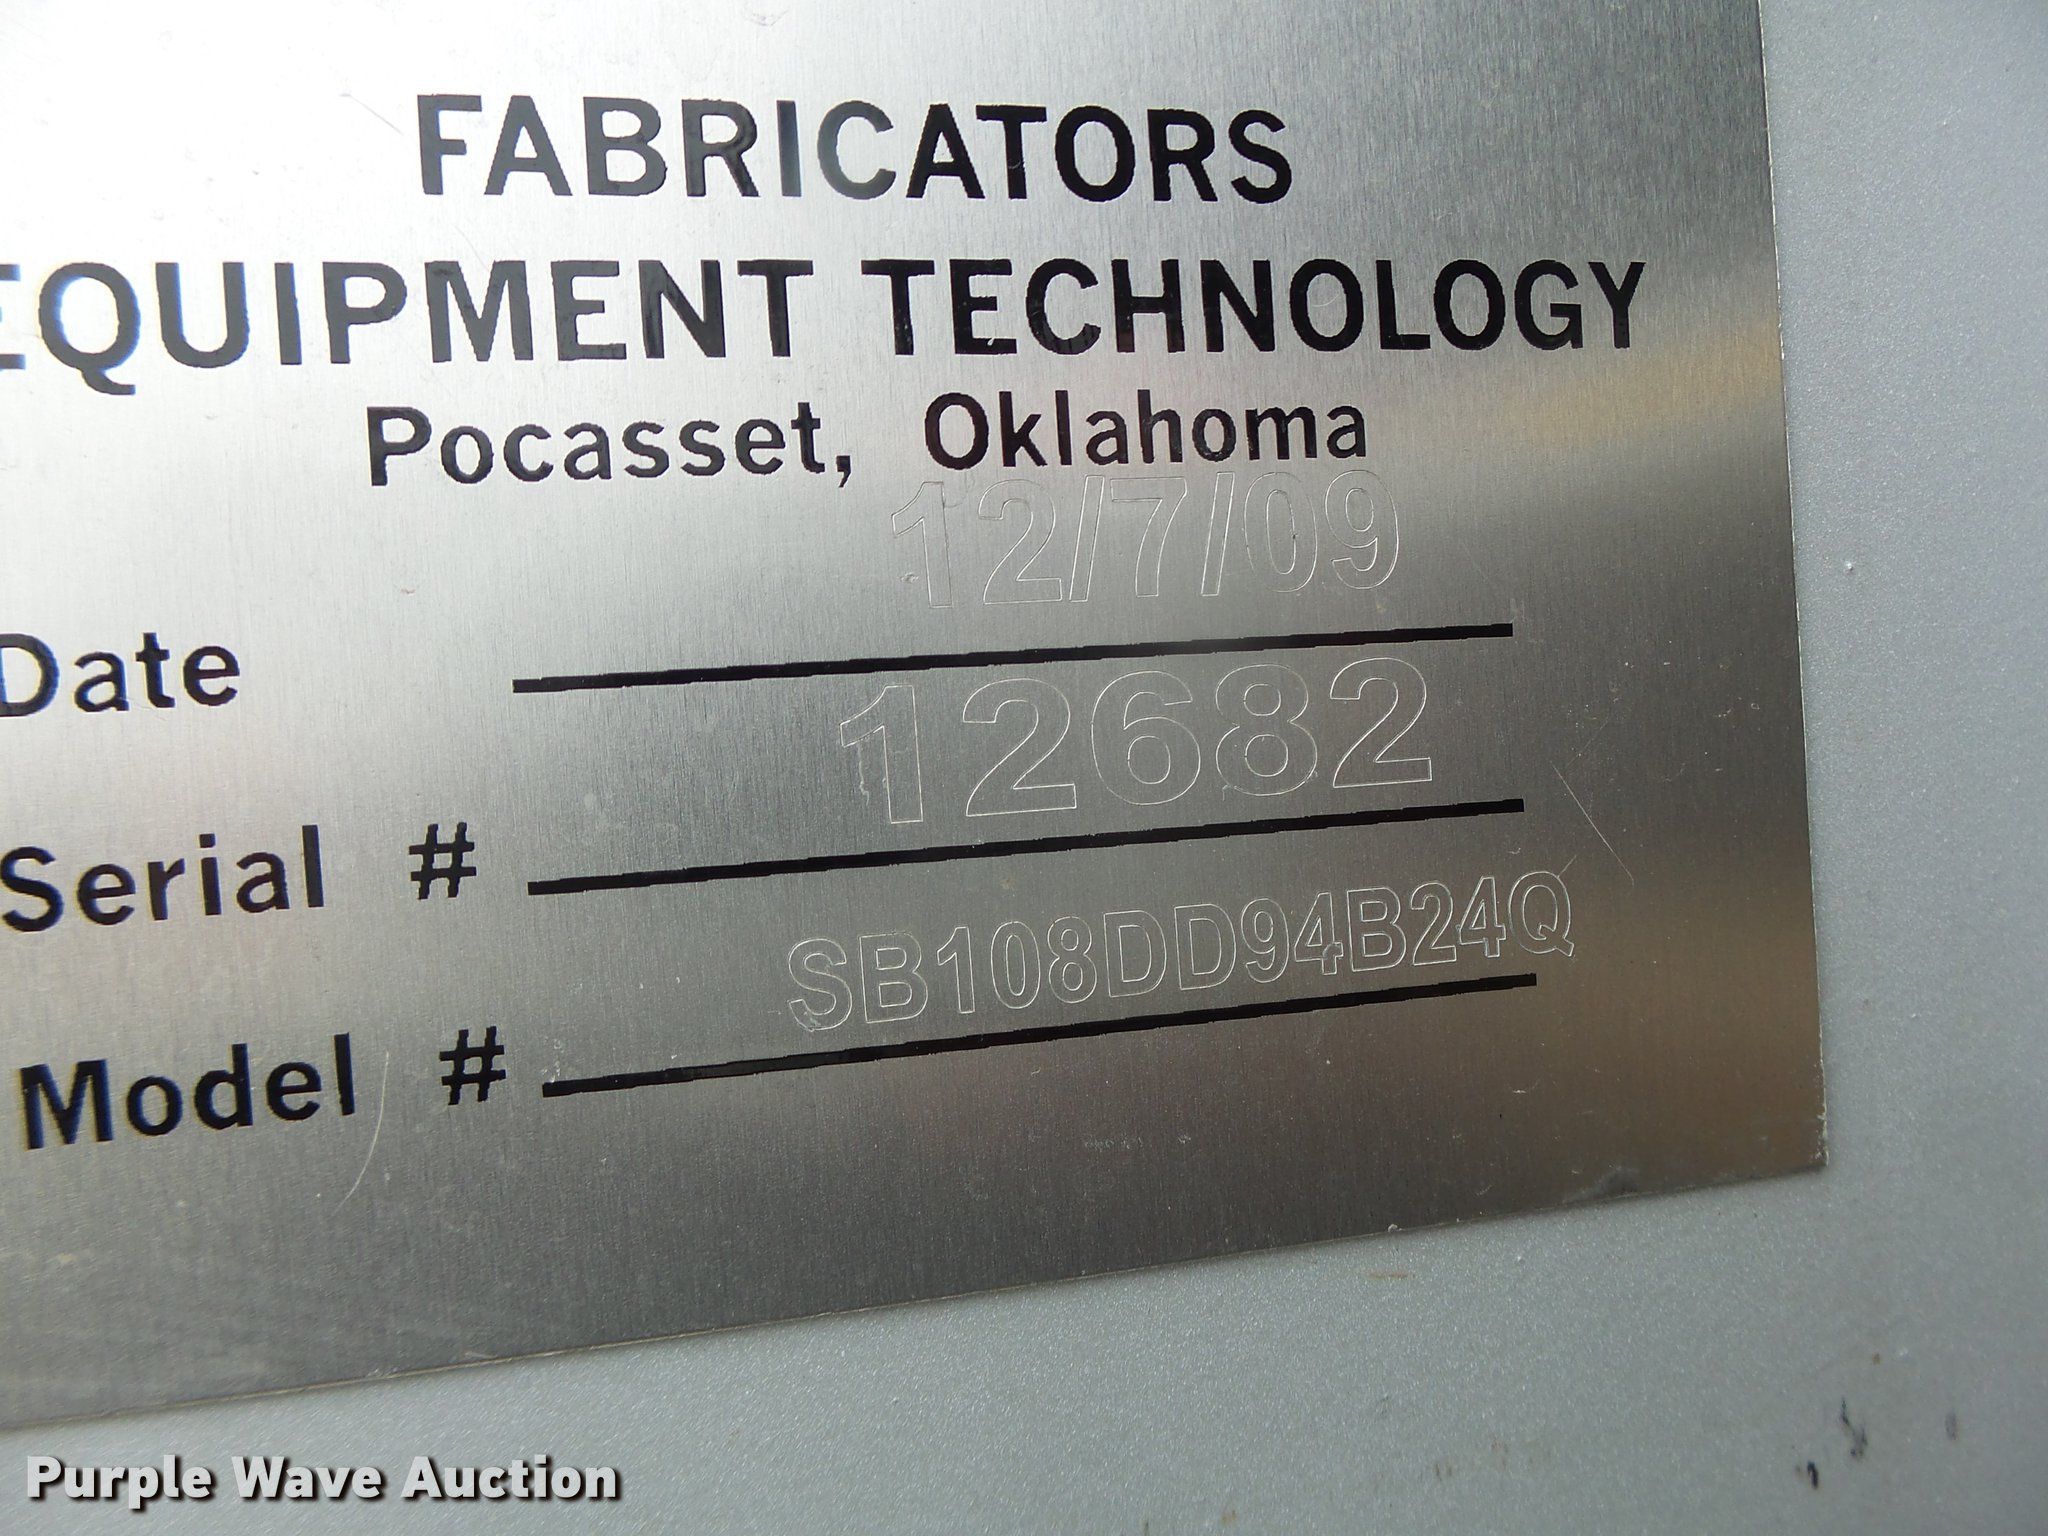 FABRICATORS
EQUIPMENT TECHNOLOGY
Pocasset, Oklahoma
Date 12/7/09
Serial # 12682
Model # SB108DD94B24Q
Purple Wave Auction